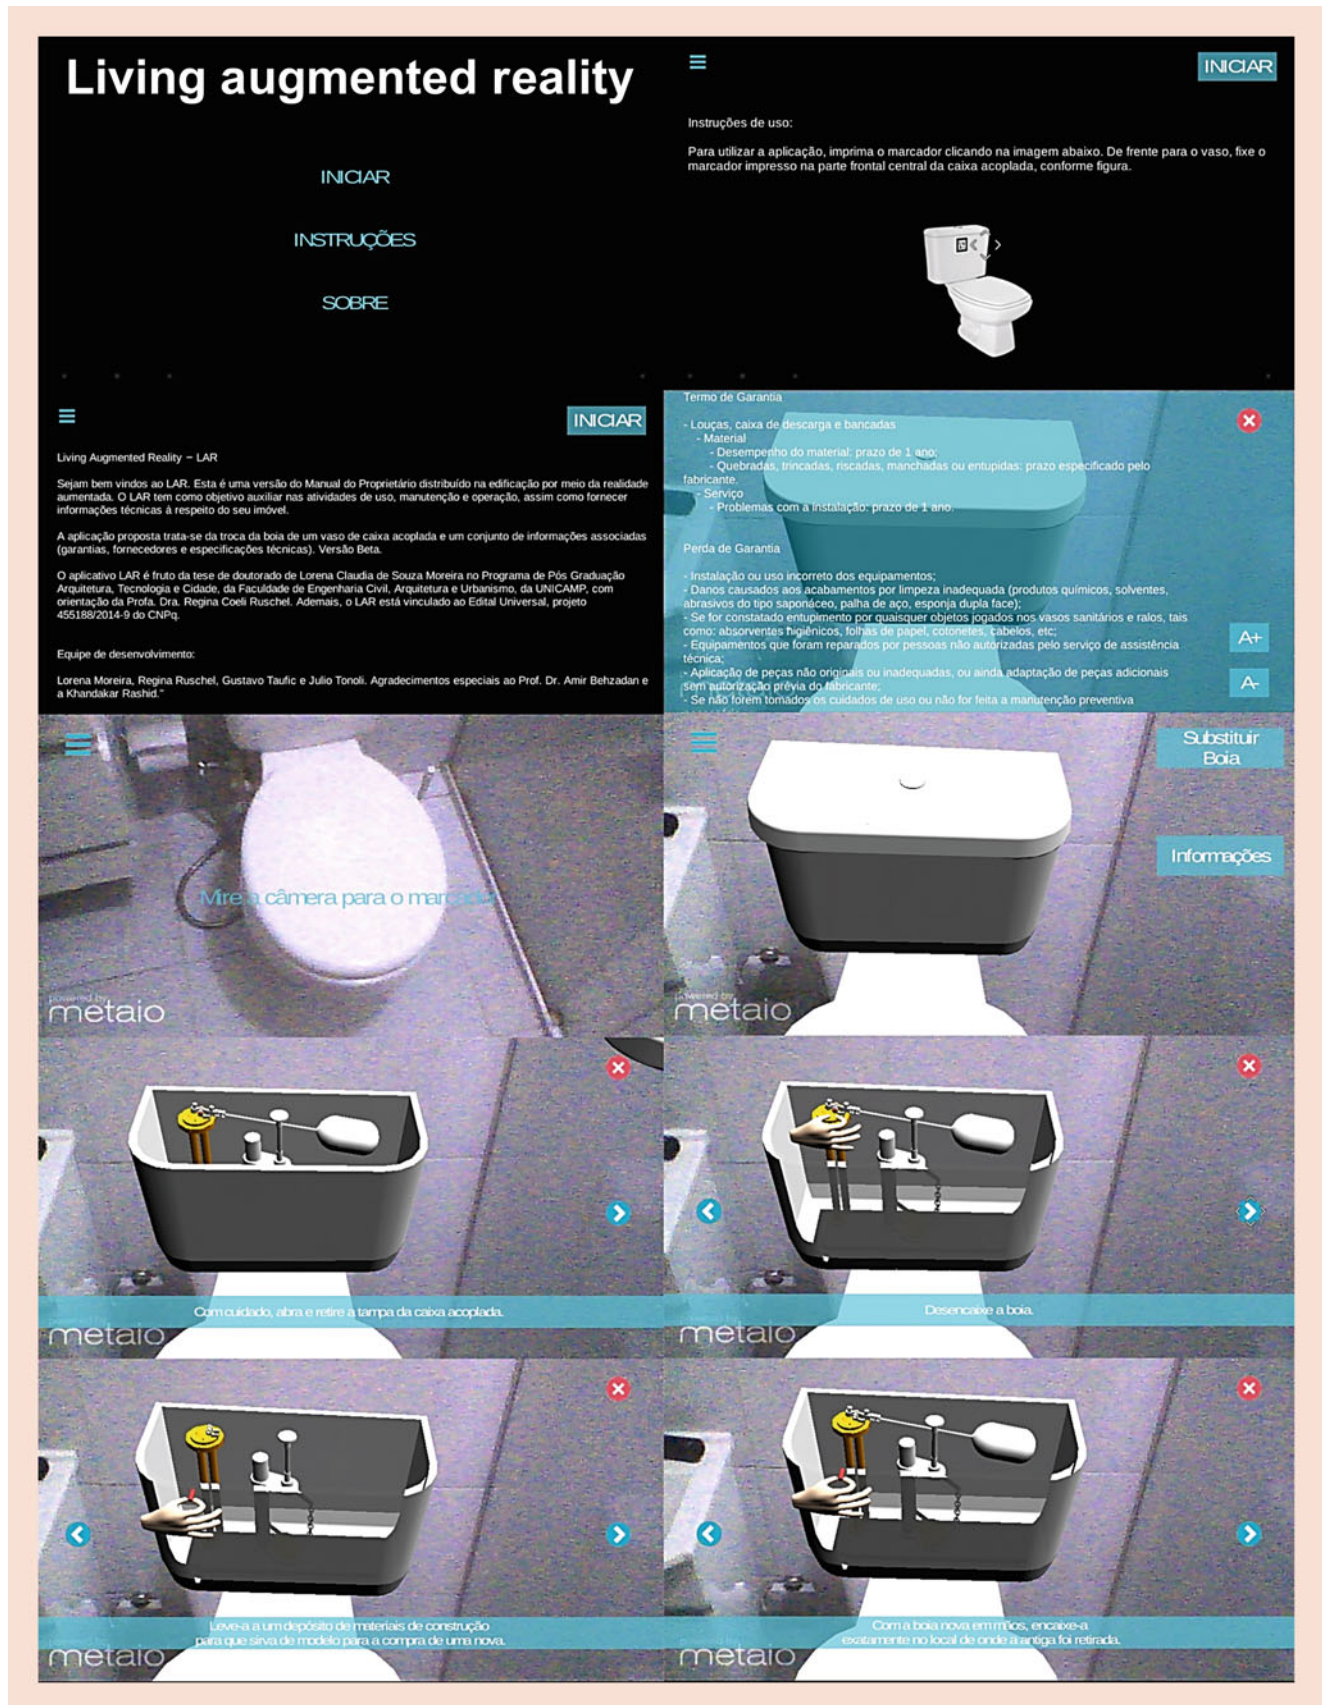 Living augmented reality
INICIAR
INSTRUÇÕES
SOBRE
INICIAR
Instruções de uso:
Para utilizar a aplicação, imprima o marcador clicando na imagem abaixo. De frente para o vaso, fixe o
marcador impresso na parte frontal central da caixa acoplada, conforme figura.
INICIAR
Living Augmented Reality – LAR
Sejam bem vindos ao LAR. Esta é uma versão do Manual do Proprietário distribuído na edificação por meio da realidade
aumentada. O LAR tem como objetivo auxiliar nas atividades de uso, manutenção e operação, assim como fornecer
informações técnicas à respeito do seu imóvel.
A aplicação proposta trata-se da troca da boia de um vaso de caixa acoplada e um conjunto de informações associadas
(garantias, fornecedores e especificações técnicas). Versão Beta.
O aplicativo LAR é fruto da tese de doutorado de Lorena Claudia de Souza Moreira no Programa de Pós Graduação
Arquitetura, Tecnologia e Cidade, da Faculdade de Engenharia Civil, Arquitetura e Urbanismo, da UNICAMP, com
orientação da Profa. Dra. Regina Coeli Ruschel. Ademais, o LAR está vinculado ao Edital Universal, projeto
455188/2014-9 do CNPq.
Equipe de desenvolvimento:
Lorena Moreira, Regina Ruschel, Gustavo Taufic e Julio Tonoli. Agradecimentos especiais ao Prof. Dr. Amir Behzadan e
a Khandakar Rashid."
Termo de Garantia
- Louças, caixa de descarga e bancadas
- Material
- Desempenho do material: prazo de 1 ano;
- Quebradas, trincadas, riscadas, manchadas ou entupidas: prazo especificado pelo
fabricante.
- Serviço
- Problemas com a instalação: prazo de 1 ano.
Perda de Garantia
- Instalação ou uso incorreto dos equipamentos;
- Danos causados aos acabamentos por limpeza inadequada (produtos químicos, solventes,
abrasivos do tipo saponáceo, palha de aço, esponja dupla face);
- Se for constatado entupimento por quaisquer objetos jogados nos vasos sanitários e ralos, tais
como: absorventes higiênicos, folhas de papel, cotonetes, cabelos, etc;
- Equipamentos que foram reparados por pessoas não autorizadas pelo serviço de assistência
técnica;
- Aplicação de peças não originais ou inadequadas, ou ainda adaptação de peças adicionais
sem autorização prévia do fabricante;
- Se não forem tomados os cuidados de uso ou não for feita a manutenção preventiva
A+
A-
Mire a câmera para o marcador
powered by
metaio
Substituir
Boia
Informações
powered by
metaio
Com cuidado, abra e retire a tampa da caixa acoplada.
metaio
Desencaixe a boia.
metaio
Leve-a a um depósito de materiais de construção
para que sirva de modelo para a compra de uma nova.
metaio
Com a boia nova em mãos, encaixe-a
exatamente no local de onde a antiga foi retirada.
metaio